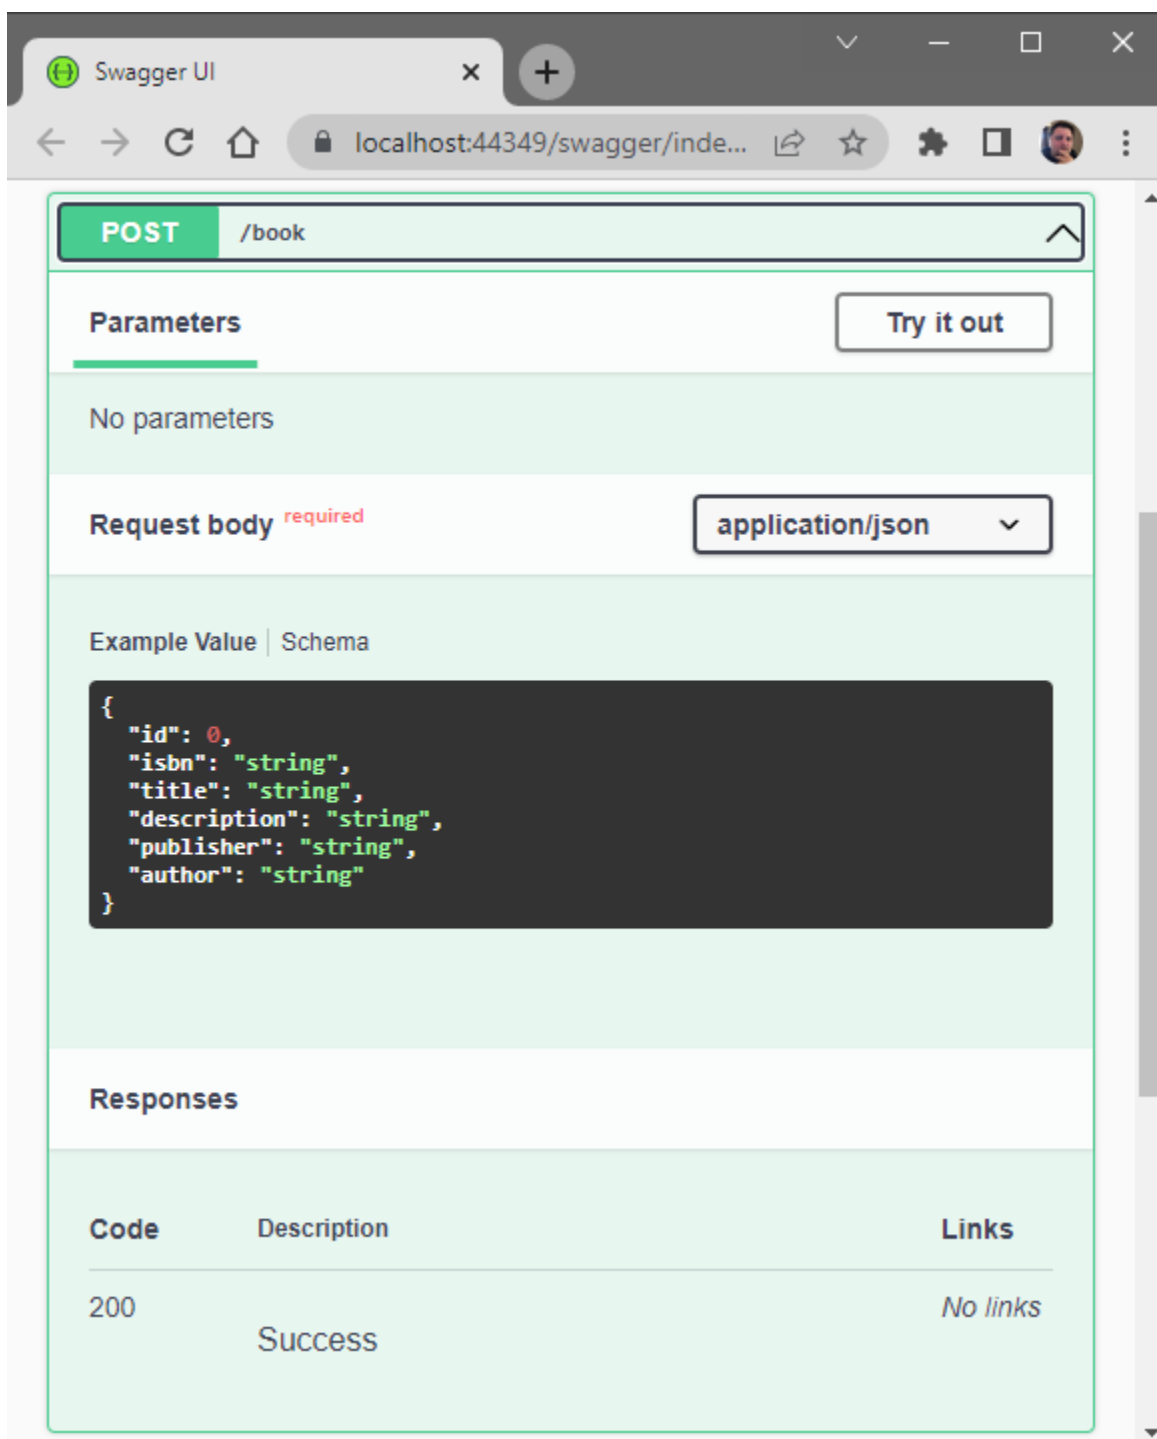 Swagger UI
localhost:44349/swagger/inde...
POST /book
Parameters Try it out
No parameters
Request body required application/json
Example Value Schema
{
"id": 0,
"isbn": "string",
"title": "string",
"description": "string",
"publisher": "string",
"author": "string"
}
Responses
Code Description Links
200 No links
Success